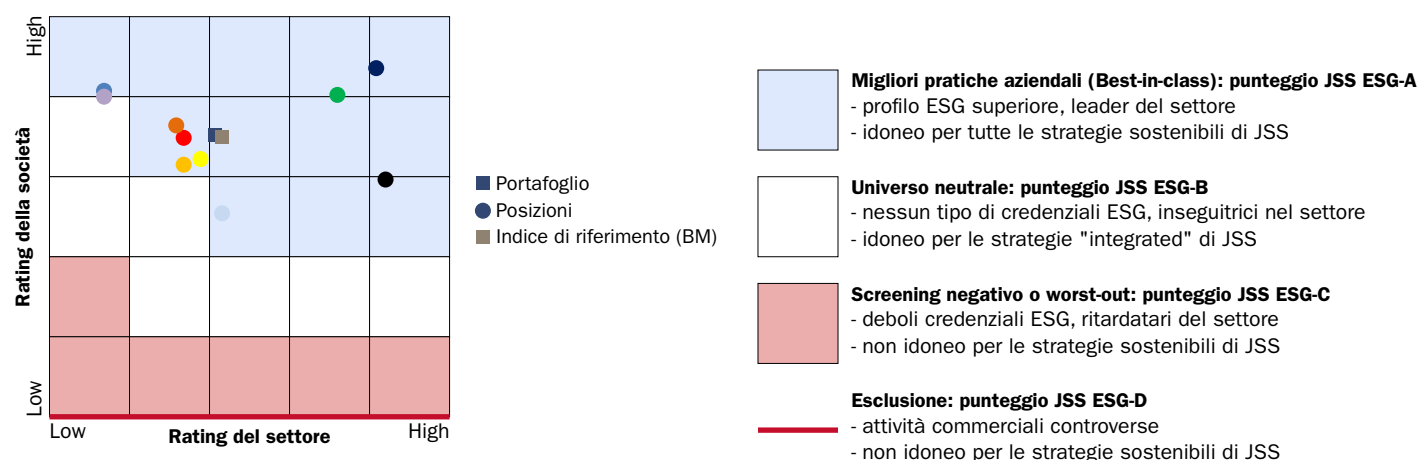 High
Rating della società
Low
Low
Rating del settore
High
Portafoglio
Posizioni
Indice di riferimento (BM)
Migliori pratiche aziendali (Best-in-class): punteggio JSS ESG-A
- profilo ESG superiore, leader del settore
- idoneo per tutte le strategie sostenibili di JSS
Universo neutrale: punteggio JSS ESG-B
- nessun tipo di credenziali ESG, inseguitrici nel settore
- idoneo per le strategie "integrated" di JSS
Screening negativo o worst-out: punteggio JSS ESG-C
- deboli credenziali ESG, ritardatari del settore
- non idoneo per le strategie sostenibili di JSS
Esclusione: punteggio JSS ESG-D
- attività commerciali controverse
- non idoneo per le strategie sostenibili di JSS